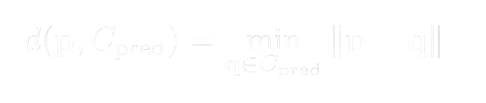 d(p, C_pred) = min_{q∈C_pred} ‖p − q‖